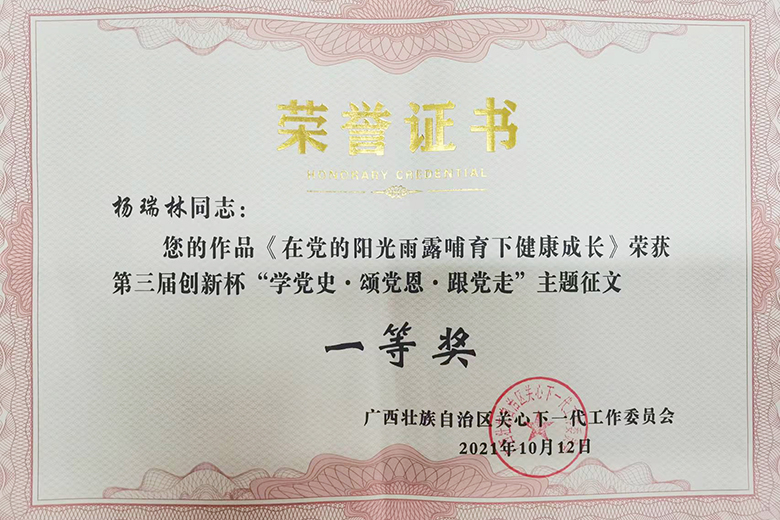 荣誉证书
HONORARY CREDENTIAL
杨瑞林同志：
您的作品《在党的阳光雨露哺育下健康成长》荣获
第三届创新杯“学党史·颂党恩·跟党走”主题征文
一等奖
广西壮族自治区关心下一代工作委员会
2021年10月12日